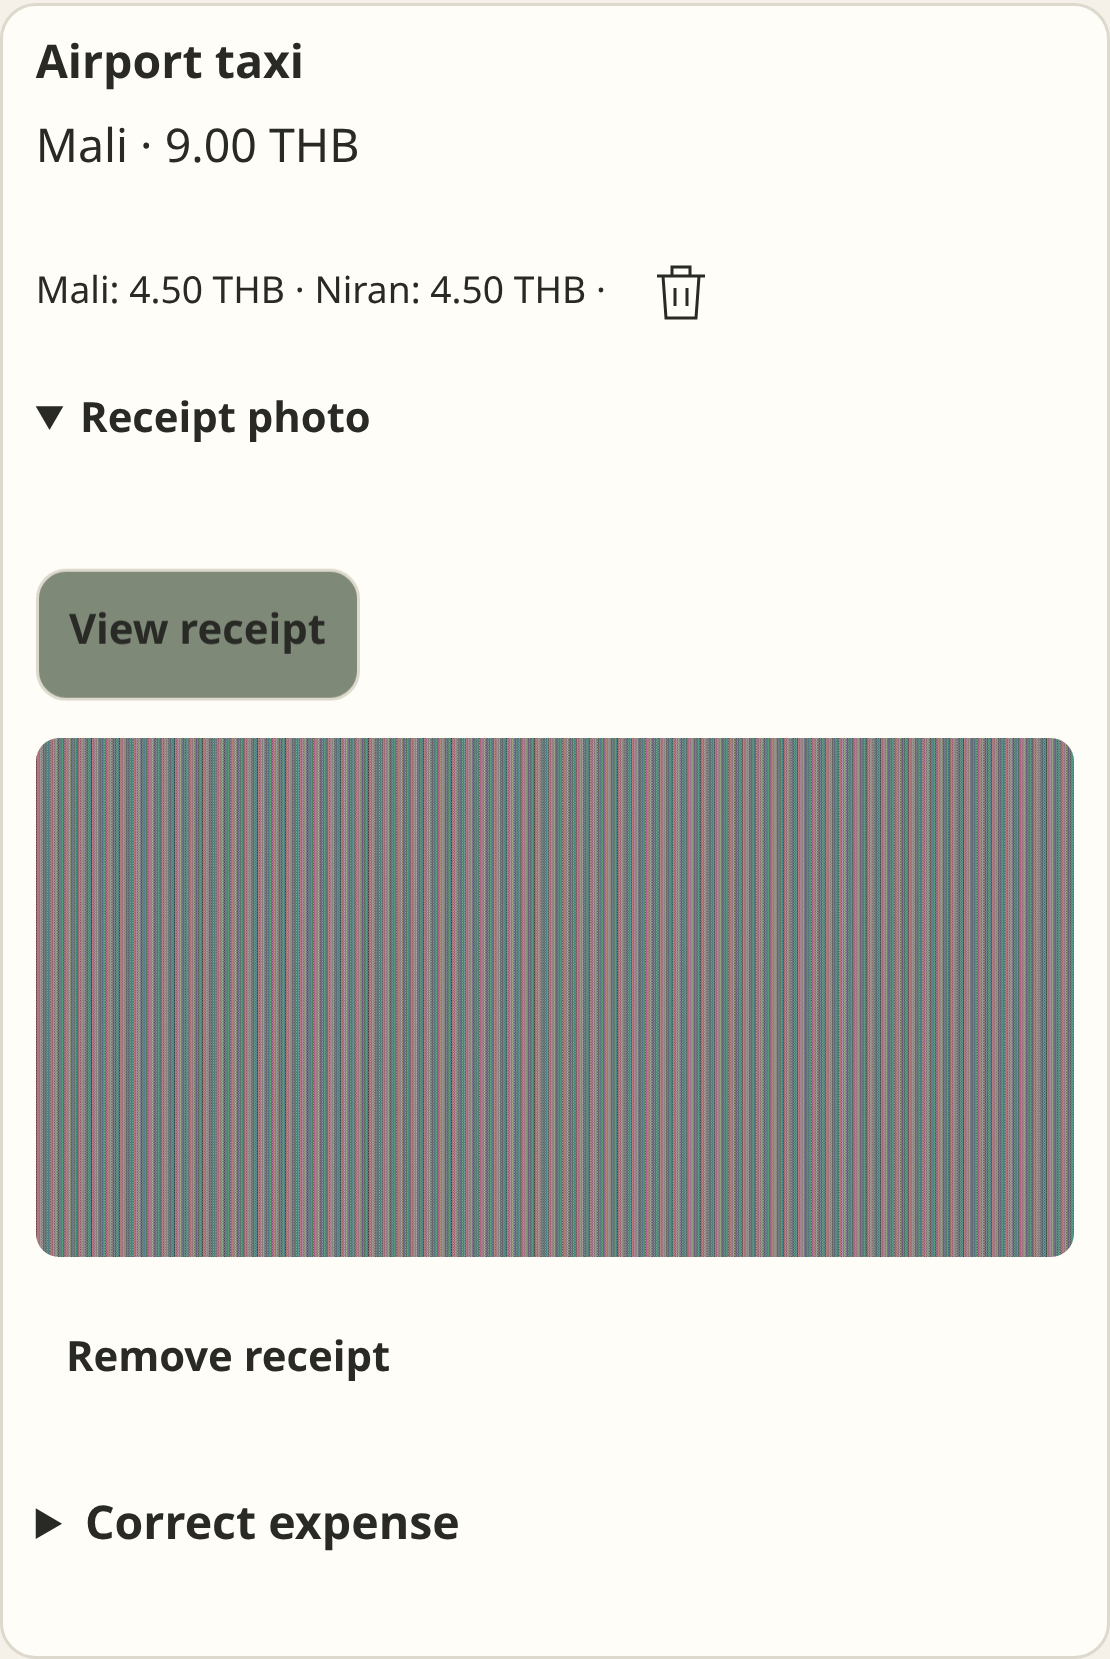 Airport taxi
Mali · 9.00 THB
Mali: 4.50 THB · Niran: 4.50 THB ·
Receipt photo
View receipt
Remove receipt
Correct expense